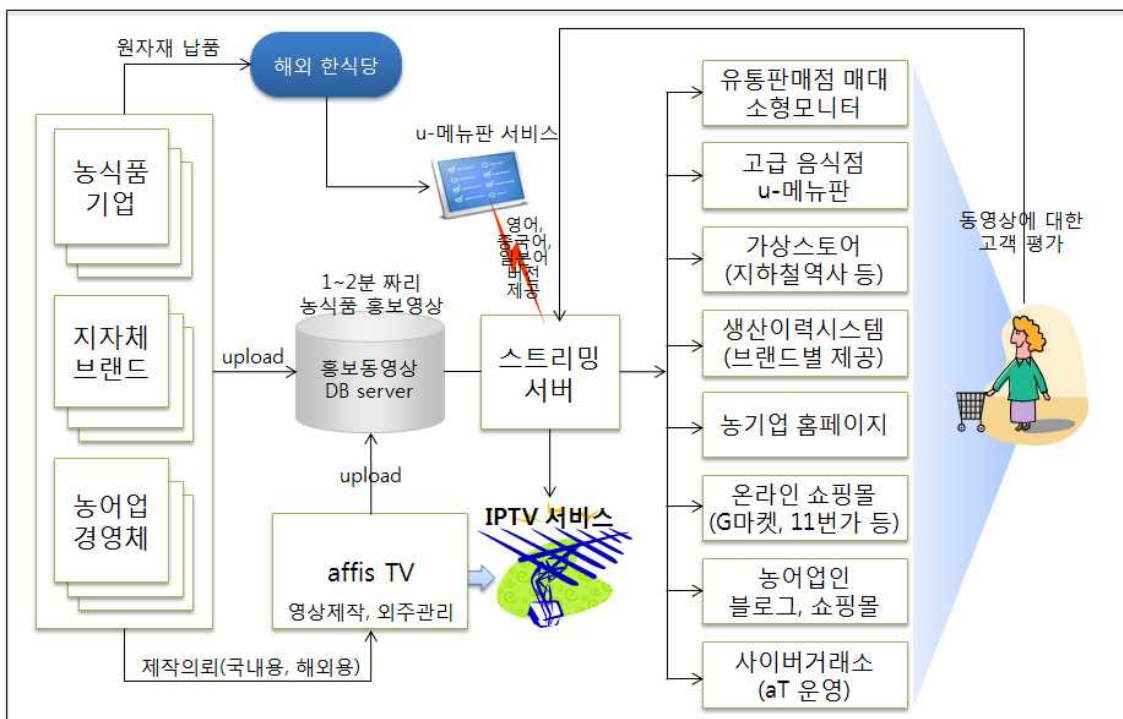 원자재 납품
해외 한식당
u-메뉴판 서비스
농식품
기업
지자체
브랜드
농어업
경영체
영어,
중국어,
일본어
버전
제공
1~2분 짜리
농식품 홍보영상
upload
홍보동영상
DB server
스트리밍
서버
upload
IPTV 서비스
affis TV
영상제작, 외주관리
제작의뢰(국내용, 해외용)
유통판매점 매대
소형모니터
고급 음식점
u-메뉴판
가상스토어
(지하철역사 등)
생산이력시스템
(브랜드별 제공)
농기업 홈페이지
온라인 쇼핑몰
(G마켓, 11번가 등)
농어업인
블로그, 쇼핑몰
사이버거래소
(aT 운영)
동영상에 대한
고객 평가